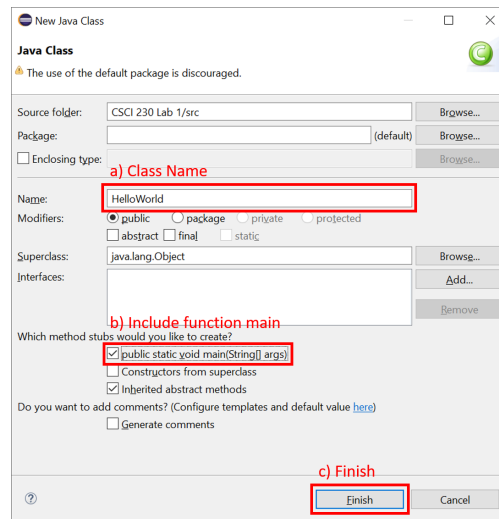 New Java Class
Java Class
The use of the default package is discouraged.
Source folder: CSCI 230 Lab 1/src Browse...
Package: (default) Browse...
Enclosing type: Browse...
a) Class Name
Name: HelloWorld
Modifiers: public package private protected
abstract final static
Superclass: java.lang.Object Browse...
Interfaces: Add...
Remove
b) Include function main
Which method stubs would you like to create?
public static void main(String[] args)
Constructors from superclass
Inherited abstract methods
Do you want to add comments? (Configure templates and default value here)
Generate comments
c) Finish
? Finish Cancel